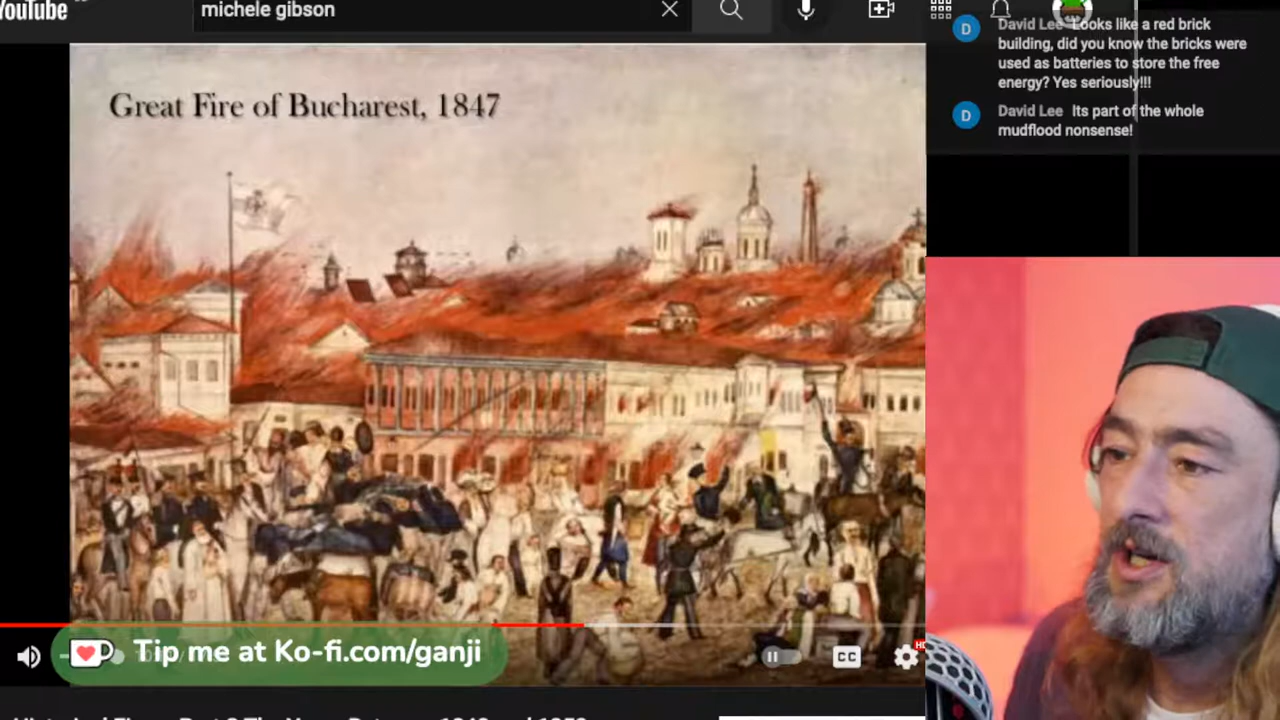 YouTube
michele gibson
David Lee Looks like a red brick
building, did you know the bricks were
used as batteries to store the free
energy? Yes seriously!!!
David Lee Its part of the whole
mudflood nonsense!
D
D
Great Fire of Bucharest, 1847
Tip me at Ko-fi.com/ganji
CC
HD